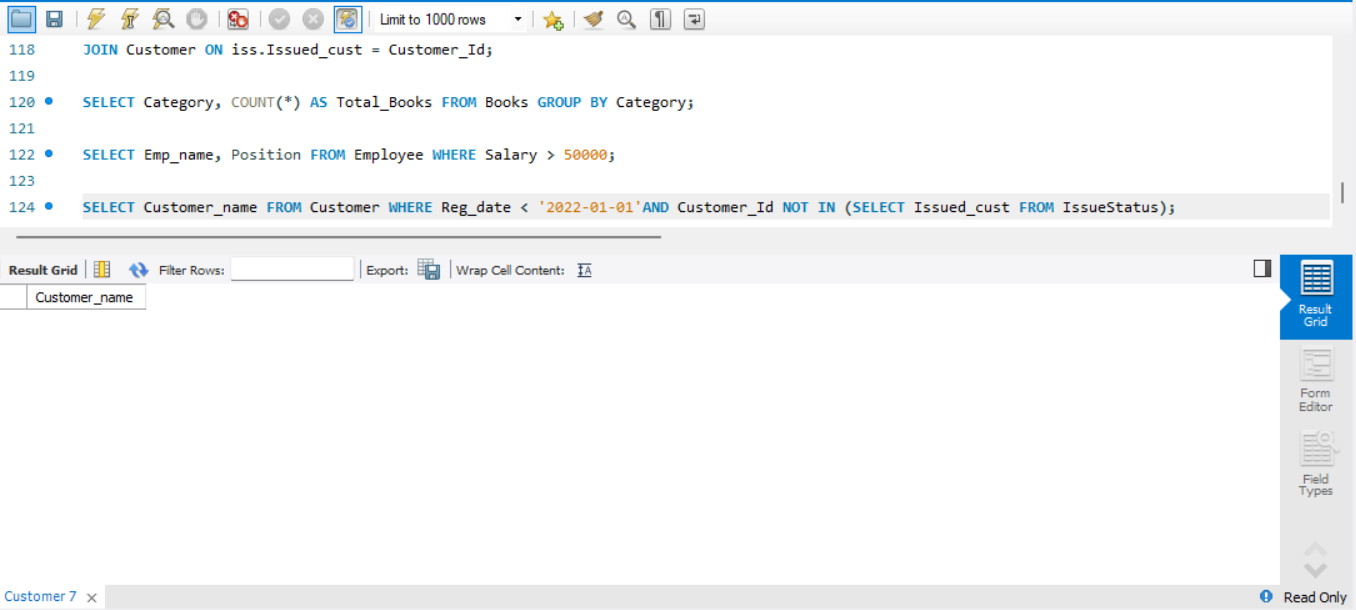 Limit to 1000 rows
118 JOIN Customer ON iss.Issued_cust = Customer_Id;
119
120 SELECT Category, COUNT(*) AS Total_Books FROM Books GROUP BY Category;
121
122 SELECT Emp_name, Position FROM Employee WHERE Salary > 50000;
123
124 SELECT Customer_name FROM Customer WHERE Reg_date < '2022-01-01'AND Customer_Id NOT IN (SELECT Issued_cust FROM IssueStatus);
Result Grid Filter Rows: Export: Wrap Cell Content: IA
Customer_name
Result
Grid
Form
Editor
Field
Types
Customer 7 Read Only